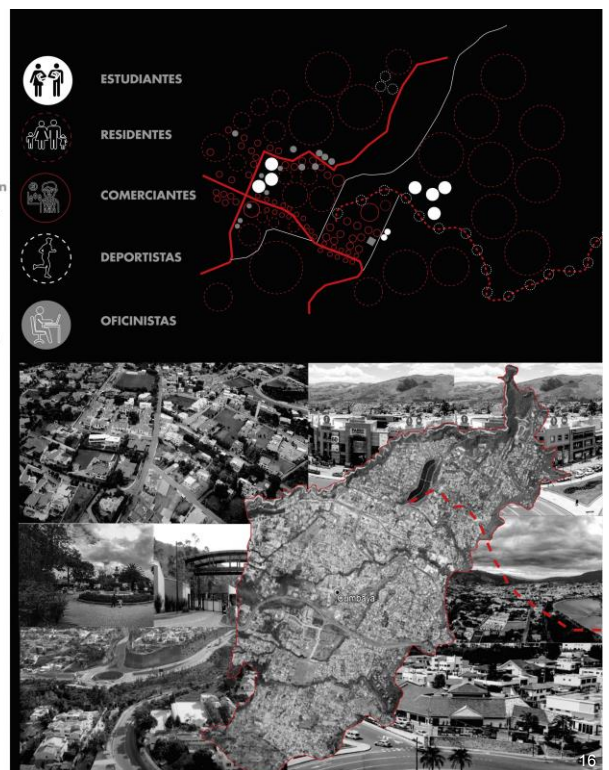 ESTUDIANTES
RESIDENTES
COMERCIANTES
n
DEPORTISTAS
OFICINISTAS
Cumbayá
16